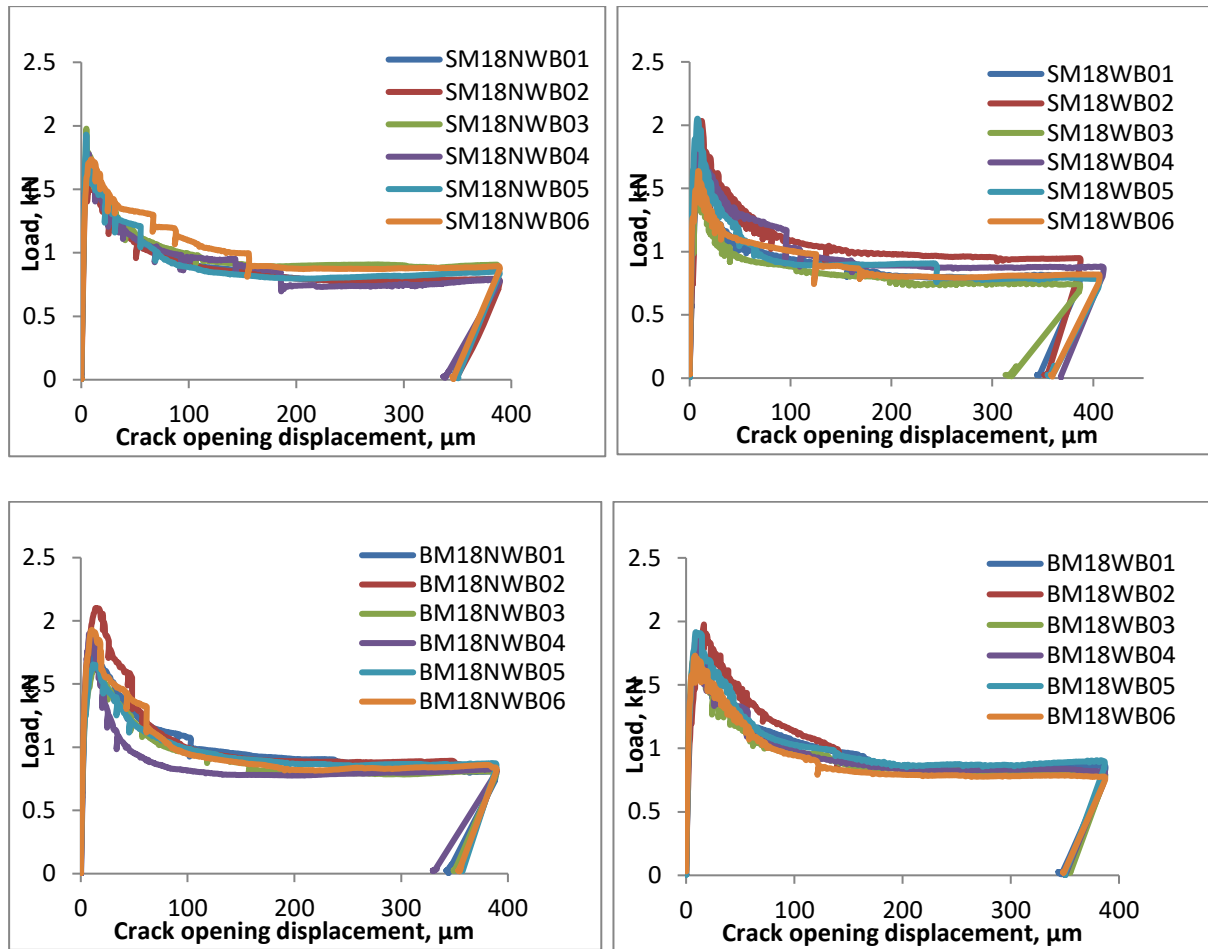 2.5
2
1.5
1
0.5
0
Load, kN
0 100 200 300 400
Crack opening displacement, µm
SM18NWB01
SM18NWB02
SM18NWB03
SM18NWB04
SM18NWB05
SM18NWB06
2.5
2
1.5
1
0.5
0
Load, kN
0 100 200 300 400
Crack opening displacement, µm
SM18WB01
SM18WB02
SM18WB03
SM18WB04
SM18WB05
SM18WB06
2.5
2
1.5
1
0.5
0
Load, kN
0 100 200 300 400
Crack opening displacement, µm
BM18NWB01
BM18NWB02
BM18NWB03
BM18NWB04
BM18NWB05
BM18NWB06
2.5
2
1.5
1
0.5
0
Load, kN
0 100 200 300 400
Crack opening displacement, µm
BM18WB01
BM18WB02
BM18WB03
BM18WB04
BM18WB05
BM18WB06